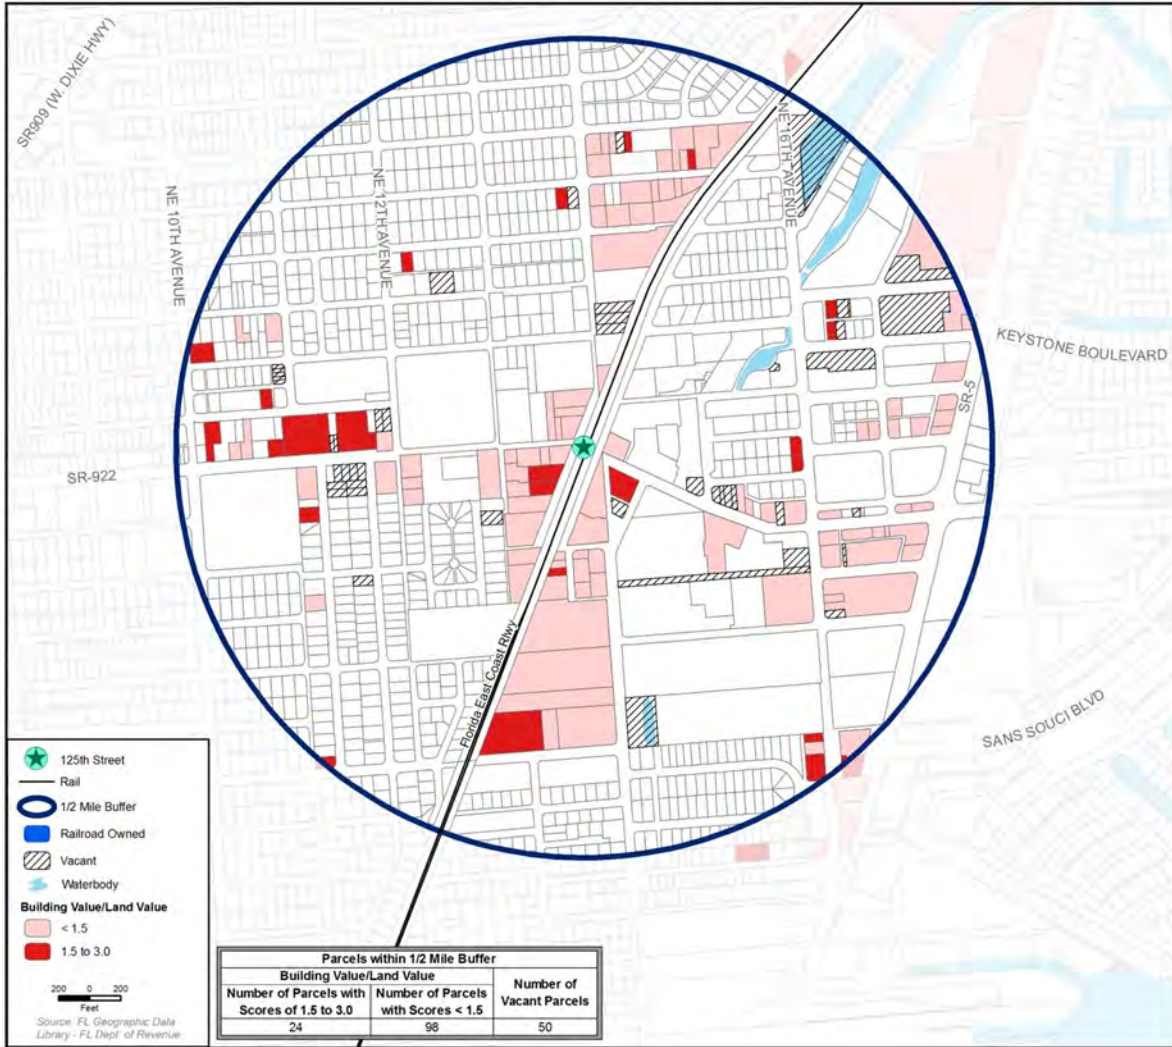 SR909 (W. DIXIE HWY)
NE 10TH AVENUE
NE 12TH AVENUE
NE 16TH AVENUE
KEYSTONE BOULEVARD
SR-5
SR-922
Florida East Coast Rlwy
SANS SOUCI BLVD
125th Street
Rail
1/2 Mile Buffer
Railroad Owned
Vacant
Waterbody
Building Value/Land Value
< 1.5
1.5 to 3.0
200 0 200
Feet
Source: FL Geographic Data
Library - FL Dept. of Revenue
Parcels within 1/2 Mile Buffer
Building Value/Land Value
Number of Parcels with
Scores of 1.5 to 3.0
Number of Parcels
with Scores < 1.5
Number of
Vacant Parcels
24 98 50